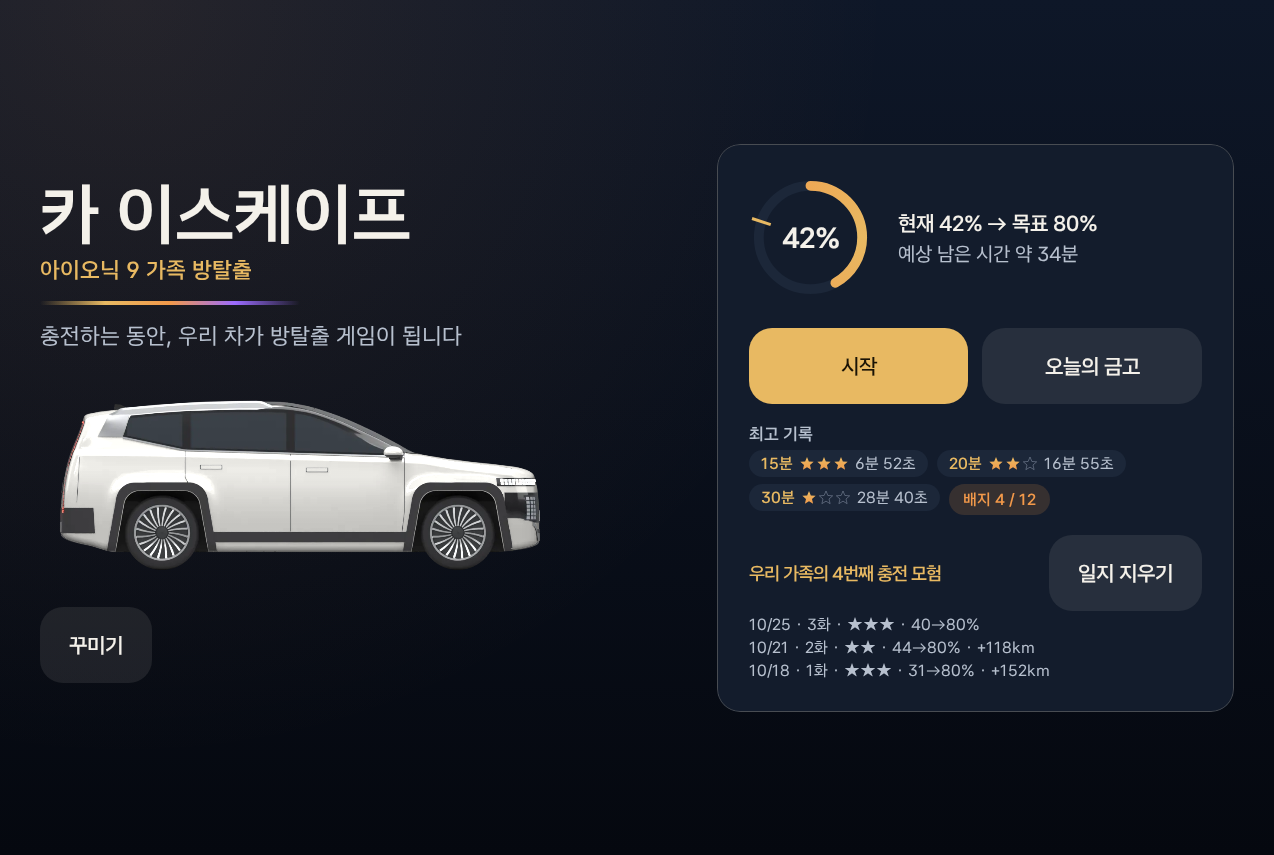 카 이스케이프
아이오닉 9 가족 방탈출
충전하는 동안, 우리 차가 방탈출 게임이 됩니다
꾸미기
42%
현재 42% → 목표 80%
예상 남은 시간 약 34분
시작
오늘의 금고
최고 기록
15분 ★★★ 6분 52초
20분 ★★☆ 16분 55초
30분 ★☆☆ 28분 40초
배지 4 / 12
우리 가족의 4번째 충전 모험
일지 지우기
10/25 · 3화 · ★★★ · 40→80%
10/21 · 2화 · ★★ · 44→80% · +118km
10/18 · 1화 · ★★★ · 31→80% · +152km